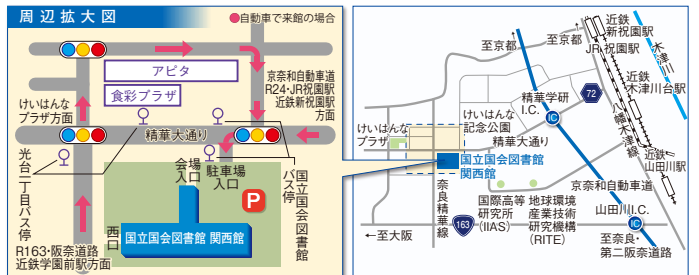 周辺拡大図
●自動車で来館の場合
アピタ
食彩プラザ
京奈和自動車道
R24・JR祝園駅
近鉄新祝園駅
方面
けいはんな
プラザ方面
精華大通り
光台一丁目バス停
会場入口
駐車場
入口
国立国会図書館
バス停
P
西口
国立国会図書館 関西館
R163・阪奈道路
近鉄学園前駅方面
至京都
至京都
近鉄
新祝園駅
JR祝園駅
木津川
近鉄
木津川台駅
72
精華学研
I.C.
IC
けいはんな
記念公園
けいはんな
プラザ
精華大通り
八幡木津線
国立国会図書館
関西館
近鉄
山田川駅
京奈和自動車道
奈良精華線
国際高等
研究所
(IIAS)
地球環境
産業技術
研究機構
(RITE)
山田川I.C.
IC
163
←至大阪
至奈良・
第二阪奈道路